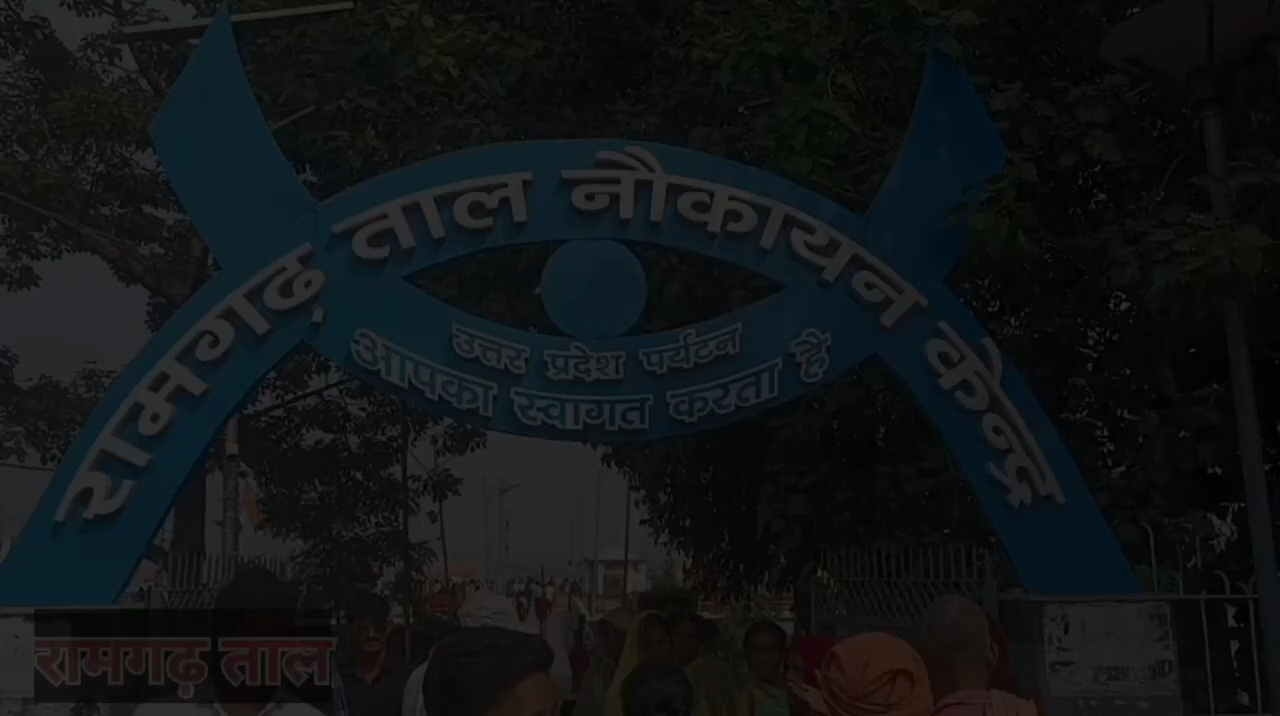 रामगढ़ ताल नौकायन केन्द्र
उत्तर प्रदेश पर्यटन
आपका स्वागत करता है
रामगढ़ ताल